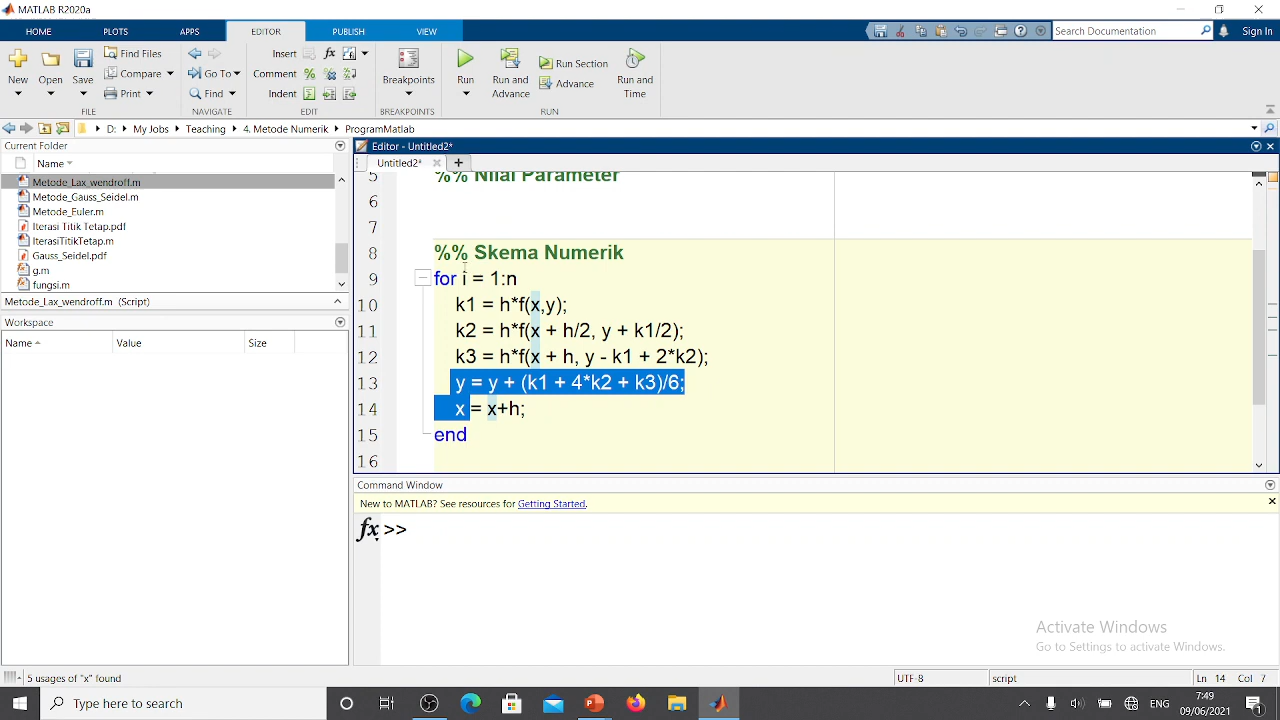 MATLAB R2020a
HOME PLOTS APPS EDITOR PUBLISH VIEW
Search Documentation Sign In
New Open Save Find Files Compare Print Go To Find Insert Comment Indent fx Breakpoints Run Run and Advance Run Section Advance Run and Time
FILE NAVIGATE EDIT BREAKPOINTS RUN
D: My Jobs Teaching 4. Metode Numerik ProgramMatlab
Current Folder
Name
Metode_Lax_wendroff.m
Metode_Gauss_Seidel.m
Metode_Euler.m
Iterasi Titik Tetap.pdf
IterasiTitikTetap.m
Gauss_Seidel.pdf
g.m
fungsi.m
Metode_Lax_wendroff.m (Script)
Workspace
Name Value Size
Editor - Untitled2*
Untitled2*
5 %% Nilai Parameter
6
7
8 %% Skema Numerik
9 for i = 1:n
10 k1 = h*f(x,y);
11 k2 = h*f(x + h/2, y + k1/2);
12 k3 = h*f(x + h, y - k1 + 2*k2);
13 y = y + (k1 + 4*k2 + k3)/6;
14 x = x+h;
15 end
16
Command Window
New to MATLAB? See resources for Getting Started.
fx >>
Activate Windows
Go to Settings to activate Windows.
5 usages of "x" found
UTF-8 script Ln 14 Col 7
Type here to search
ENG
7:49
09/06/2021
1